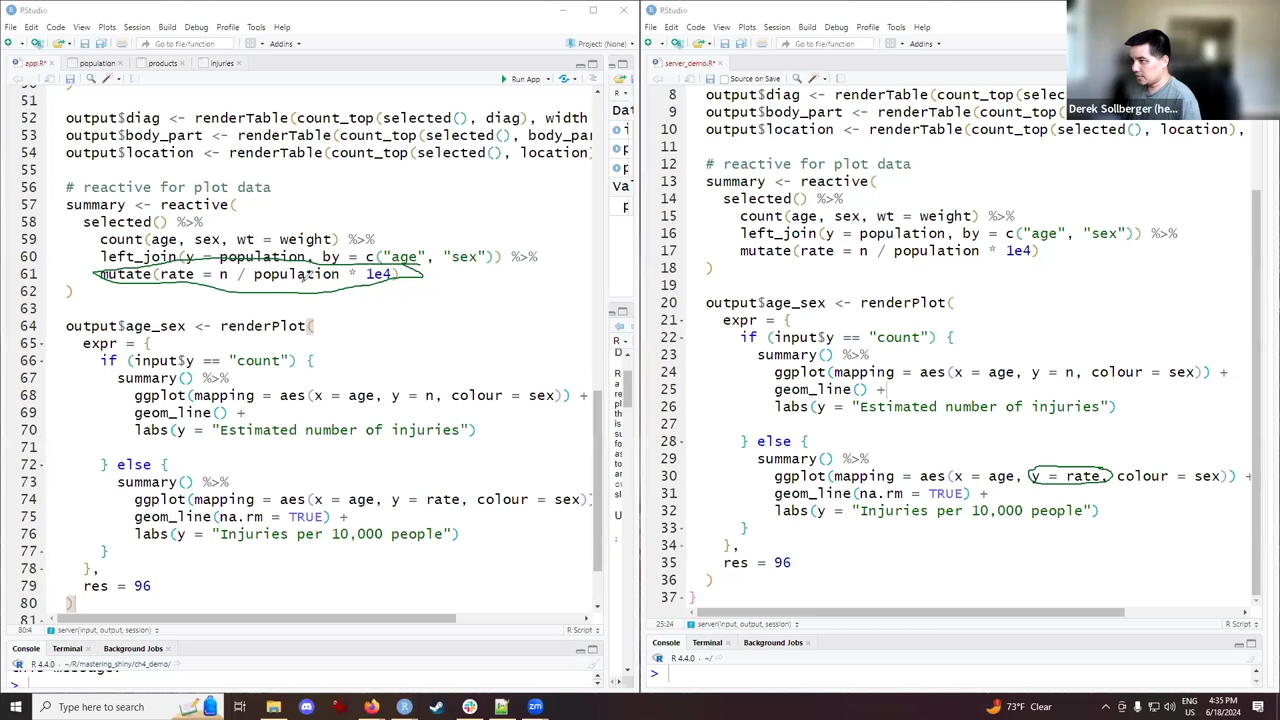 RStudio
File Edit Code View Plots Session Build Debug Profile Tools Help
Go to file/function Addins Project: (None)
app.R* population products injuries
Run App
51
52 output$diag <- renderTable(count_top(selected(), diag), width
53 output$body_part <- renderTable(count_top(selected(), body_par
54 output$location <- renderTable(count_top(selected(), location)
55
56 # reactive for plot data
57 summary <- reactive(
58 selected() %>%
59 count(age, sex, wt = weight) %>%
60 left_join(y = population, by = c("age", "sex")) %>%
61 mutate(rate = n / population * 1e4)
62 )
63
64 output$age_sex <- renderPlot(
65 expr = {
66 if (input$y == "count") {
67 summary() %>%
68 ggplot(mapping = aes(x = age, y = n, colour = sex)) +
69 geom_line() +
70 labs(y = "Estimated number of injuries")
71
72 } else {
73 summary() %>%
74 ggplot(mapping = aes(x = age, y = rate, colour = sex))
75 geom_line(na.rm = TRUE) +
76 labs(y = "Injuries per 10,000 people")
77 }
78 },
79 res = 96
80 )
81
80:4 server(input, output, session) R Script
Console Terminal Background Jobs
R 4.4.0 · ~/R/mastering_shiny/ch4_demo/
>
RStudio
File Edit Code View Plots Session Build Debug Profile Tools Help
Go to file/function Addins
server_demo.R*
Source on Save
8 output$diag <- renderTable(count_top(selec
9 output$body_part <- renderTable(count_top(
10 output$location <- renderTable(count_top(selected(), location),
11
12 # reactive for plot data
13 summary <- reactive(
14 selected() %>%
15 count(age, sex, wt = weight) %>%
16 left_join(y = population, by = c("age", "sex")) %>%
17 mutate(rate = n / population * 1e4)
18 )
19
20 output$age_sex <- renderPlot(
21 expr = {
22 if (input$y == "count") {
23 summary() %>%
24 ggplot(mapping = aes(x = age, y = n, colour = sex)) +
25 geom_line() +
26 labs(y = "Estimated number of injuries")
27
28 } else {
29 summary() %>%
30 ggplot(mapping = aes(x = age, y = rate, colour = sex)) +
31 geom_line(na.rm = TRUE) +
32 labs(y = "Injuries per 10,000 people")
33 }
34 },
35 res = 96
36 )
37 }
25:24 server(input, output, session) R Script
Console Terminal Background Jobs
R 4.4.0 · ~/
>
Derek Sollberger (he...
Type here to search
73°F Clear
ENG
US
4:35 PM
6/18/2024